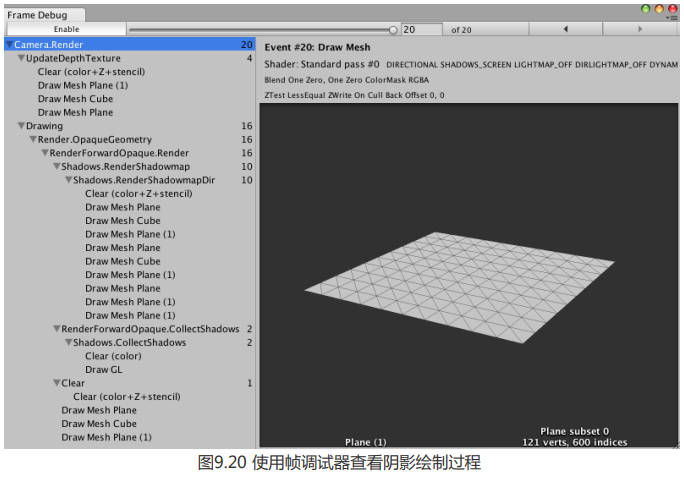 Frame Debug
Enable
20
of 20
Camera.Render 20
UpdateDepthTexture 4
Clear (color+Z+stencil)
Draw Mesh Plane (1)
Draw Mesh Cube
Draw Mesh Plane
Drawing 16
Render.OpaqueGeometry 16
RenderForwardOpaque.Render 16
Shadows.RenderShadowmap 10
Shadows.RenderShadowmapDir 10
Clear (color+Z+stencil)
Draw Mesh Plane
Draw Mesh Cube
Draw Mesh Plane (1)
Draw Mesh Plane
Draw Mesh Cube
Draw Mesh Plane (1)
Draw Mesh Plane
Draw Mesh Plane (1)
Draw Mesh Plane (1)
RenderForwardOpaque.CollectShadows 2
Shadows.CollectShadows 2
Clear (color)
Draw GL
Clear 1
Clear (color+Z+stencil)
Draw Mesh Plane
Draw Mesh Cube
Draw Mesh Plane (1)
Event #20: Draw Mesh
Shader: Standard pass #0 DIRECTIONAL SHADOWS_SCREEN LIGHTMAP_OFF DIRLIGHTMAP_OFF DYNAM
Blend One Zero, One Zero ColorMask RGBA
ZTest LessEqual ZWrite On Cull Back Offset 0, 0
Plane (1)
Plane subset 0
121 verts, 600 indices
图9.20 使用帧调试器查看阴影绘制过程